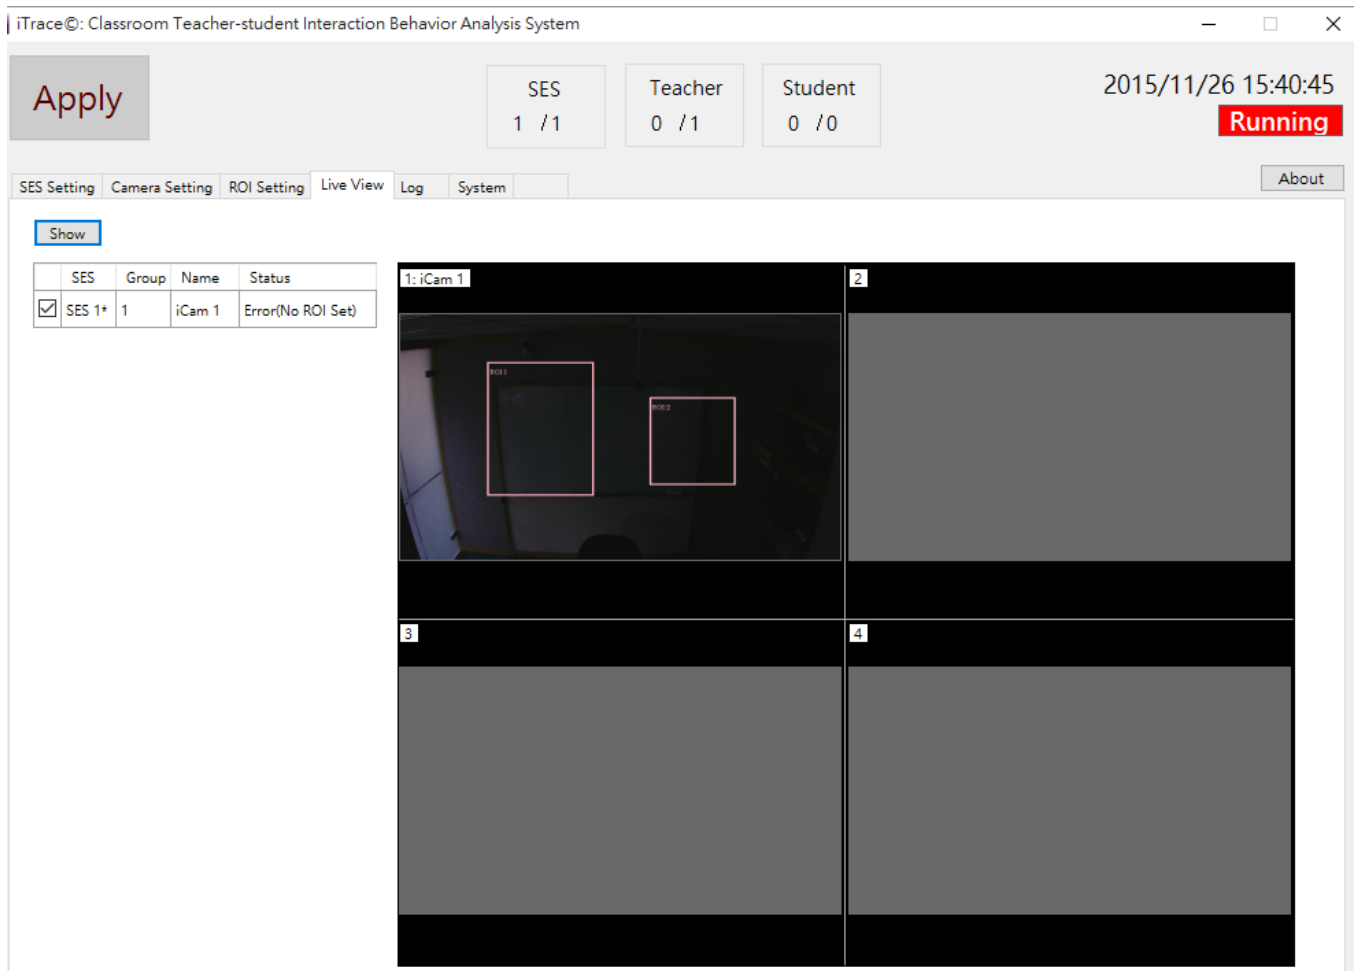 iTrace©: Classroom Teacher-student Interaction Behavior Analysis System
Apply
SES
1 / 1
Teacher
0 / 1
Student
0 / 0
2015/11/26 15:40:45
Running
SES Setting
Camera Setting
ROI Setting
Live View
Log
System
About
Show
SES Group Name Status
SES 1* 1 iCam 1 Error(No ROI Set)
1: iCam 1
ROI1
ROI2
2
3
4